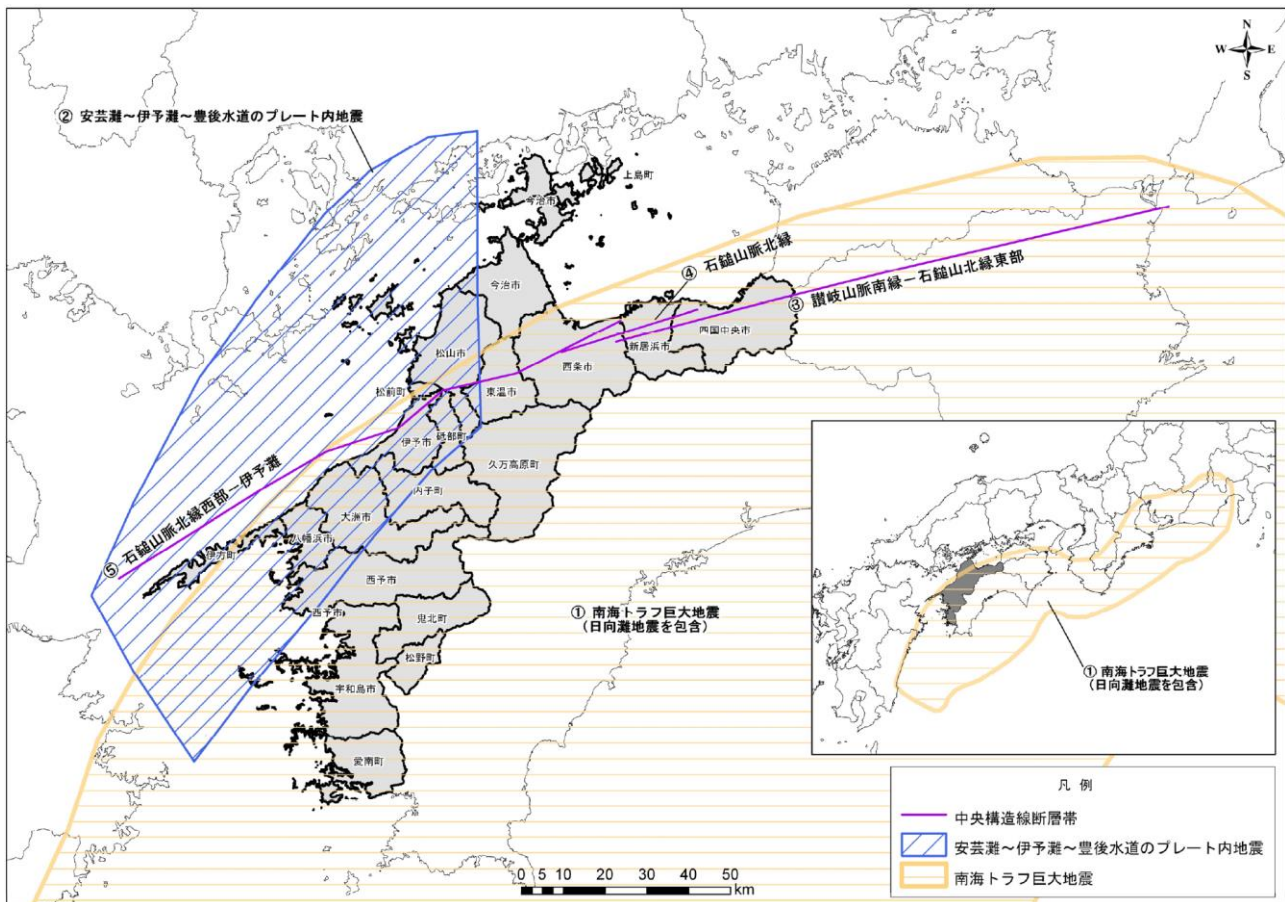 N
W E
S
② 安芸灘～伊予灘～豊後水道のプレート内地震
上島町
今治市
④ 石鎚山脈北縁
今治市
③ 讃岐山脈南縁－石鎚山北縁東部
四国中央市
新居浜市
松山市
西条市
松前町
東温市
伊予市
砥部町
久万高原町
⑤ 石鎚山脈北縁西部－伊予灘
内子町
大洲市
八幡浜市
伊方町
西予市
西予市
鬼北町
① 南海トラフ巨大地震
（日向灘地震を包含）
松野町
宇和島市
愛南町
① 南海トラフ巨大地震
（日向灘地震を包含）
凡 例
中央構造線断層帯
安芸灘～伊予灘～豊後水道のプレート内地震
南海トラフ巨大地震
0 5 10 20 30 40 50
km